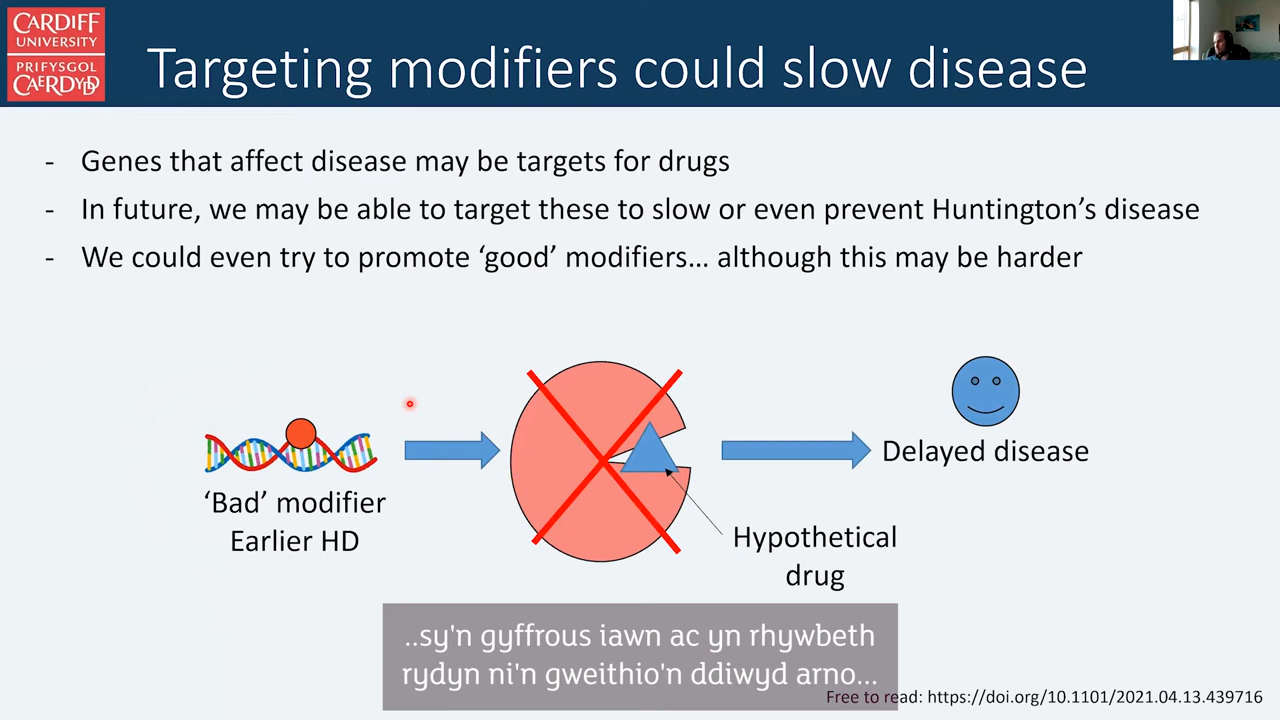 CARDIFF
UNIVERSITY
PRIFYSGOL
CAERDYDD
Targeting modifiers could slow disease
- Genes that affect disease may be targets for drugs
- In future, we may be able to target these to slow or even prevent Huntington’s disease
- We could even try to promote ‘good’ modifiers… although this may be harder
‘Bad’ modifier
Earlier HD
Delayed disease
Hypothetical
drug
..sy'n gyffrous iawn ac yn rhywbeth
rydyn ni'n gweithio'n ddiwyd arno...
Free to read: https://doi.org/10.1101/2021.04.13.439716